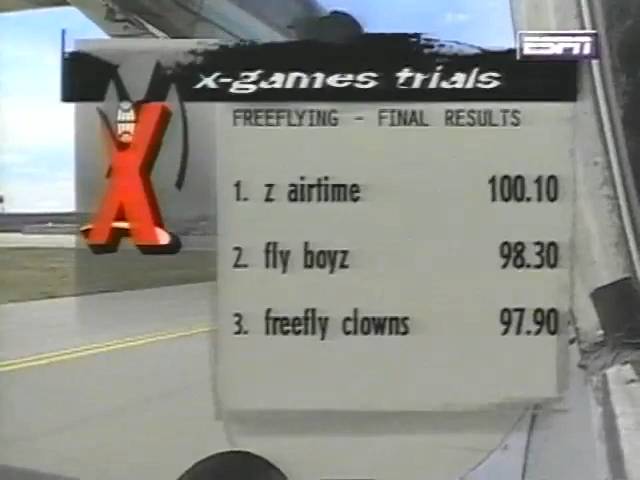 ESPN
x-games trials
FREEFLYING - FINAL RESULTS
1. z airtime 100.10
2. fly boyz 98.30
3. freefly clowns 97.90